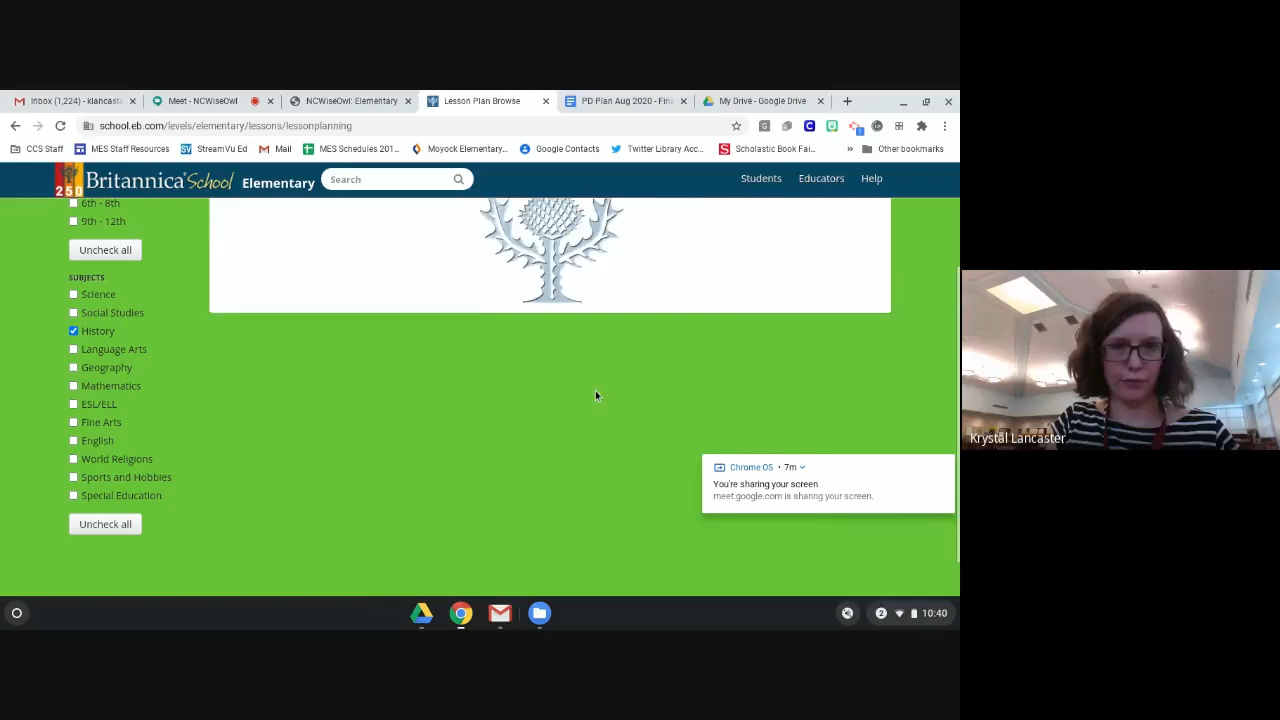 Inbox (1,224) - klancast
Meet - NCWiseOwl
NCWiseOwl: Elementary
Lesson Plan Browse
PD Plan Aug 2020 - Fin
My Drive - Google Drive
school.eb.com/levels/elementary/lessons/lessonplanning
CCS Staff
MES Staff Resources
StreamVu Ed
Mail
MES Schedules 201...
Moyock Elementary...
Google Contacts
Twitter Library Acc...
Scholastic Book Fai...
»
Other bookmarks
250
Britannica School Elementary
Search
Students
Educators
Help
6th - 8th
9th - 12th
Uncheck all
SUBJECTS
Science
Social Studies
History
Language Arts
Geography
Mathematics
ESL/ELL
Fine Arts
English
World Religions
Sports and Hobbies
Special Education
Uncheck all
Chrome OS • 7m
You're sharing your screen
meet.google.com is sharing your screen.
Krystal Lancaster
2
10:40